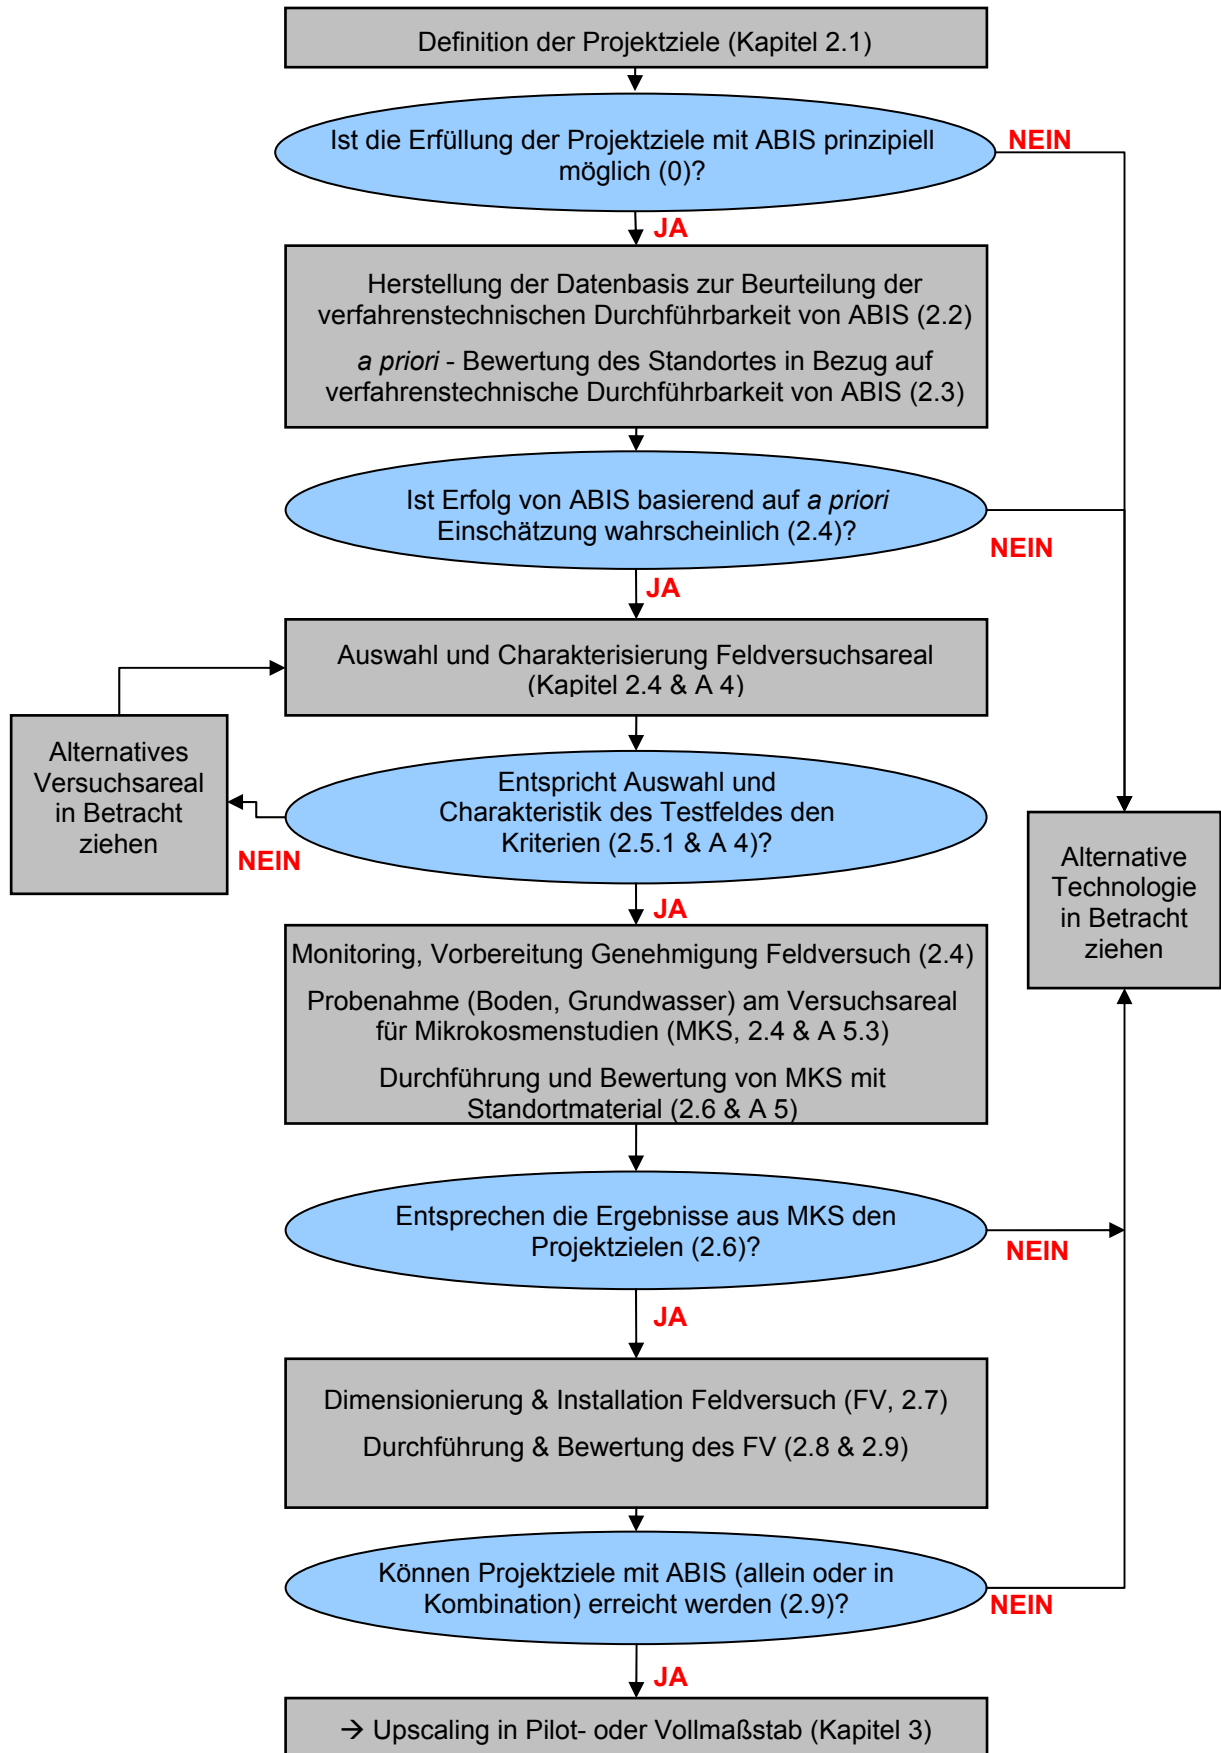 Definition der Projektziele (Kapitel 2.1)
Ist die Erfüllung der Projektziele mit ABIS prinzipiell
möglich (0)?
NEIN
JA
Herstellung der Datenbasis zur Beurteilung der
verfahrenstechnischen Durchführbarkeit von ABIS (2.2)
a priori - Bewertung des Standortes in Bezug auf
verfahrenstechnische Durchführbarkeit von ABIS (2.3)
Ist Erfolg von ABIS basierend auf a priori
Einschätzung wahrscheinlich (2.4)?
NEIN
JA
Auswahl und Charakterisierung Feldversuchsareal
(Kapitel 2.4 & A 4)
Alternatives
Versuchsareal
in Betracht
ziehen
Entspricht Auswahl und
Charakteristik des Testfeldes den
Kriterien (2.5.1 & A 4)?
NEIN
JA
Alternative
Technologie
in Betracht
ziehen
Monitoring, Vorbereitung Genehmigung Feldversuch (2.4)
Probenahme (Boden, Grundwasser) am Versuchsareal
für Mikrokosmenstudien (MKS, 2.4 & A 5.3)
Durchführung und Bewertung von MKS mit
Standortmaterial (2.6 & A 5)
Entsprechen die Ergebnisse aus MKS den
Projektzielen (2.6)?
NEIN
JA
Dimensionierung & Installation Feldversuch (FV, 2.7)
Durchführung & Bewertung des FV (2.8 & 2.9)
Können Projektziele mit ABIS (allein oder in
Kombination) erreicht werden (2.9)?
NEIN
JA
→ Upscaling in Pilot- oder Vollmaßstab (Kapitel 3)